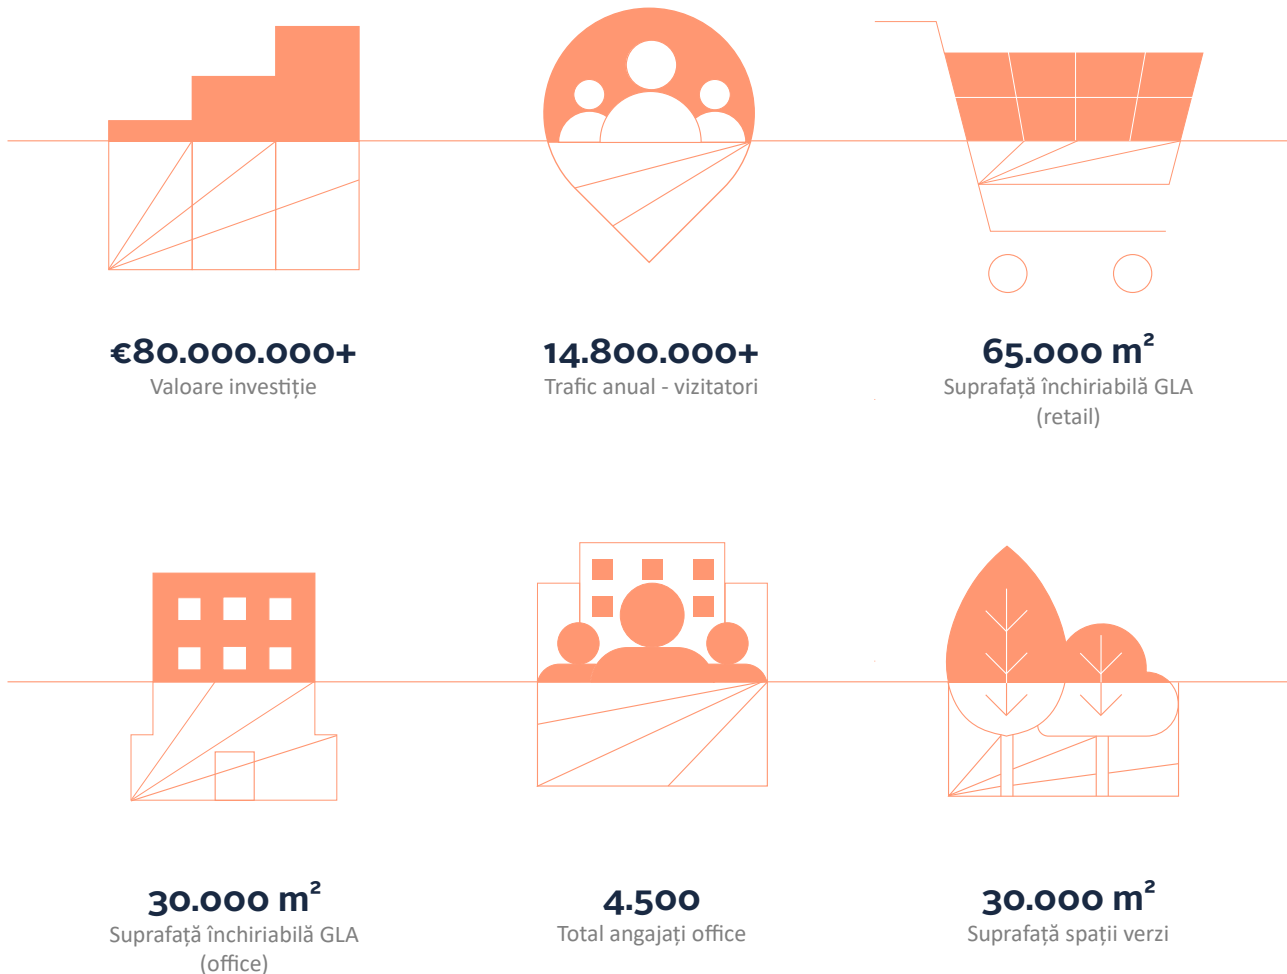 €80.000.000+
Valoare investiție
14.800.000+
Trafic anual - vizitatori
65.000 m²
Suprafață închiriabilă GLA
(retail)
30.000 m²
Suprafață închiriabilă GLA
(office)
4.500
Total angajați office
30.000 m²
Suprafață spații verzi